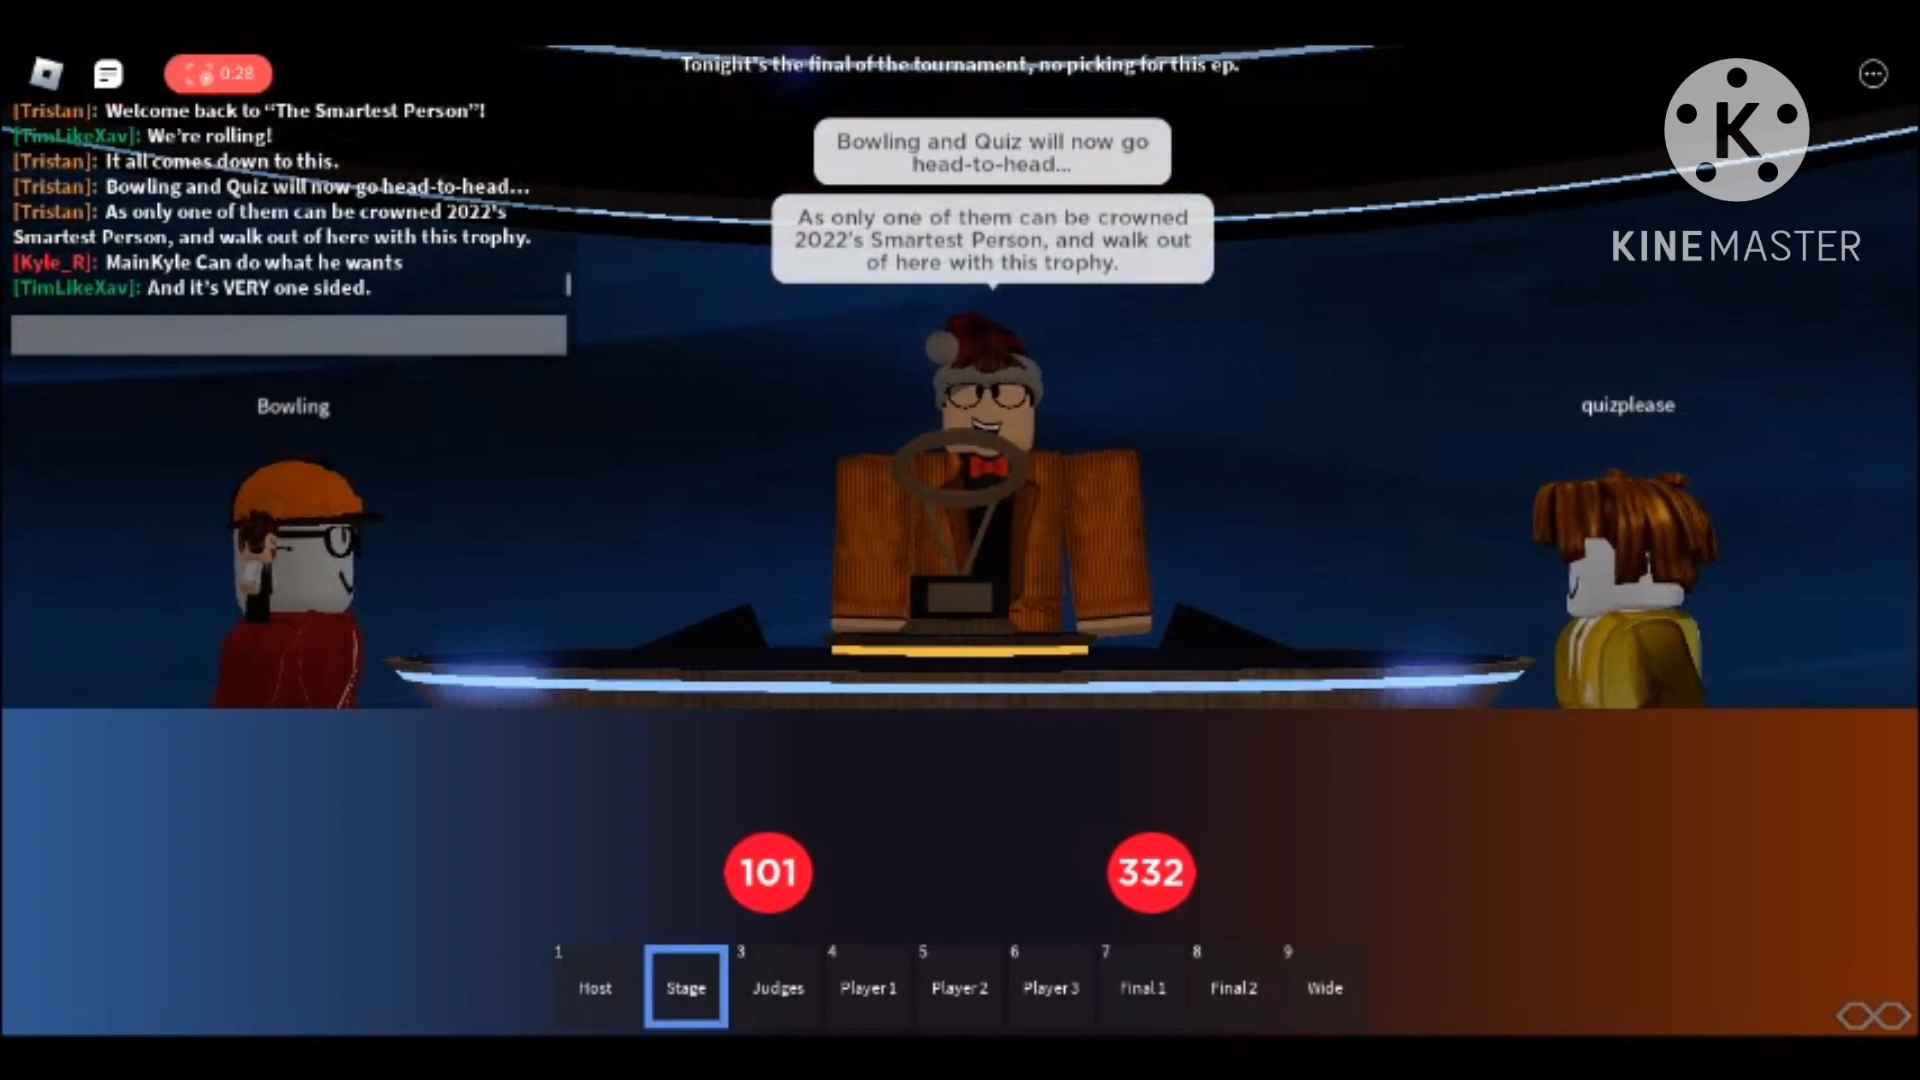 0:28
Tonight's the final of the tournament, no picking for this ep.
[Tristan]: Welcome back to “The Smartest Person”!
[TimLikeXav]: We're rolling!
[Tristan]: It all comes down to this.
[Tristan]: Bowling and Quiz will now go head-to-head...
[Tristan]: As only one of them can be crowned 2022's
Smartest Person, and walk out of here with this trophy.
[Kyle_R]: MainKyle Can do what he wants
[TimLikeXav]: And it's VERY one sided.
Bowling and Quiz will now go
head-to-head...
As only one of them can be crowned
2022's Smartest Person, and walk out
of here with this trophy.
K
KINEMASTER
Bowling
quizplease
101
332
1
Host
Stage
3
Judges
4
Player 1
5
Player 2
6
Player 3
7
Final 1
8
Final 2
9
Wide